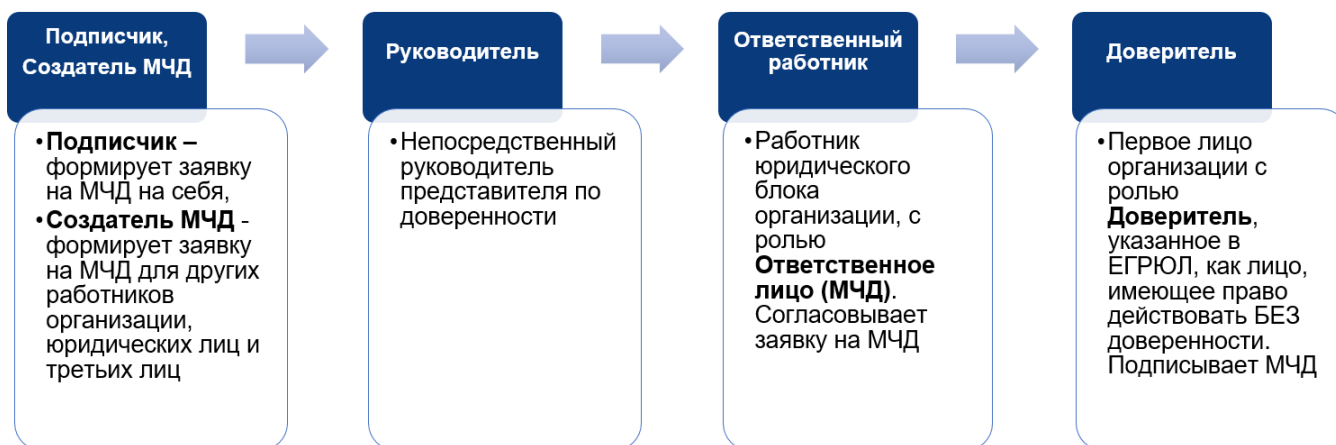 Подписчик,
Создатель МЧД
•Подписчик –
формирует заявку
на МЧД на себя,
•Создатель МЧД -
формирует заявку
на МЧД для других
работников
организации,
юридических лиц и
третьих лиц
Руководитель
•Непосредственный
руководитель
представителя по
доверенности
Ответственный
работник
•Работник
юридического
блока
организации, с
ролью
Ответственное
лицо (МЧД).
Согласовывает
заявку на МЧД
Доверитель
•Первое лицо
организации с
ролью
Доверитель,
указанное в
ЕГРЮЛ, как лицо,
имеющее право
действовать БЕЗ
доверенности.
Подписывает МЧД